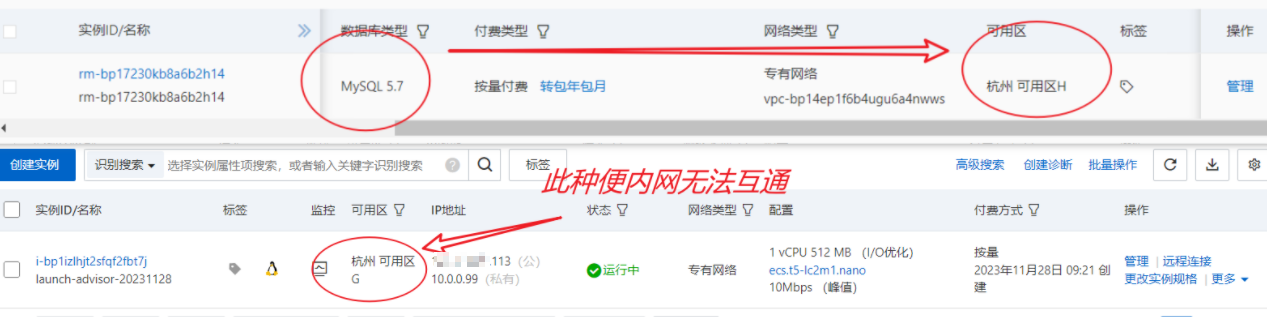 实例ID/名称 数据库类型 付费类型 网络类型 可用区 标签 操作
rm-bp17230kb8a6b2h14
rm-bp17230kb8a6b2h14
MySQL 5.7 按量付费 转包年包月
专有网络
vpc-bp14ep1f6b4ugu6a4nwws
杭州 可用区H 管理
创建实例 识别搜索 选择实例属性项搜索，或者输入关键字识别搜索 标签 高级搜索 创建诊断 批量操作
此种便内网无法互通
实例ID/名称 标签 监控 可用区 IP地址 状态 网络类型 配置 付费方式 操作
i-bp1izlhjt2sfqf2fbt7j
launch-advisor-20231128
杭州 可用区
G
.113 (公)
10.0.0.99 (私有)
运行中 专有网络
1 vCPU 512 MB (I/O优化)
ecs.t5-lc2m1.nano
10Mbps (峰值)
按量
2023年11月28日 09:21 创
建
管理 | 远程连接
更改实例规格 | 更多